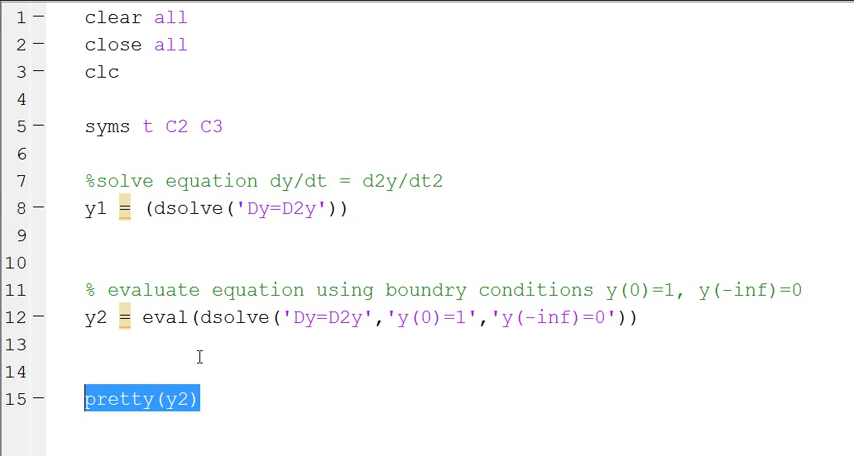 1 − clear all
2 − close all
3 − clc
4
5 − syms t C2 C3
6
7 %solve equation dy/dt = d2y/dt2
8 − y1 = (dsolve('Dy=D2y'))
9
10
11 % evaluate equation using boundry conditions y(0)=1, y(-inf)=0
12 − y2 = eval(dsolve('Dy=D2y','y(0)=1','y(-inf)=0'))
13
14
15 − pretty(y2)